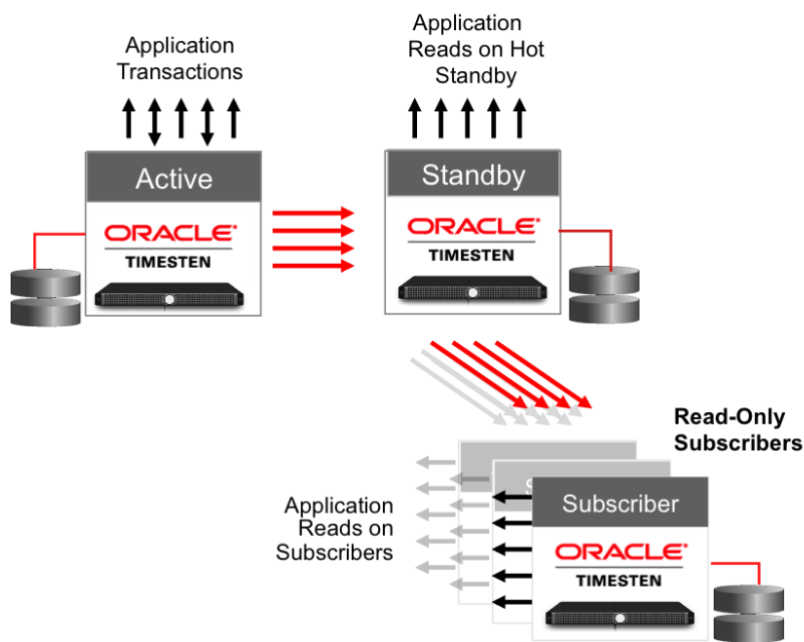 Application
Transactions
Application
Reads on Hot
Standby
Active
ORACLE®
TIMESTEN
Standby
ORACLE®
TIMESTEN
Read-Only
Subscribers
Application
Reads on
Subscribers
Subscriber
ORACLE®
TIMESTEN